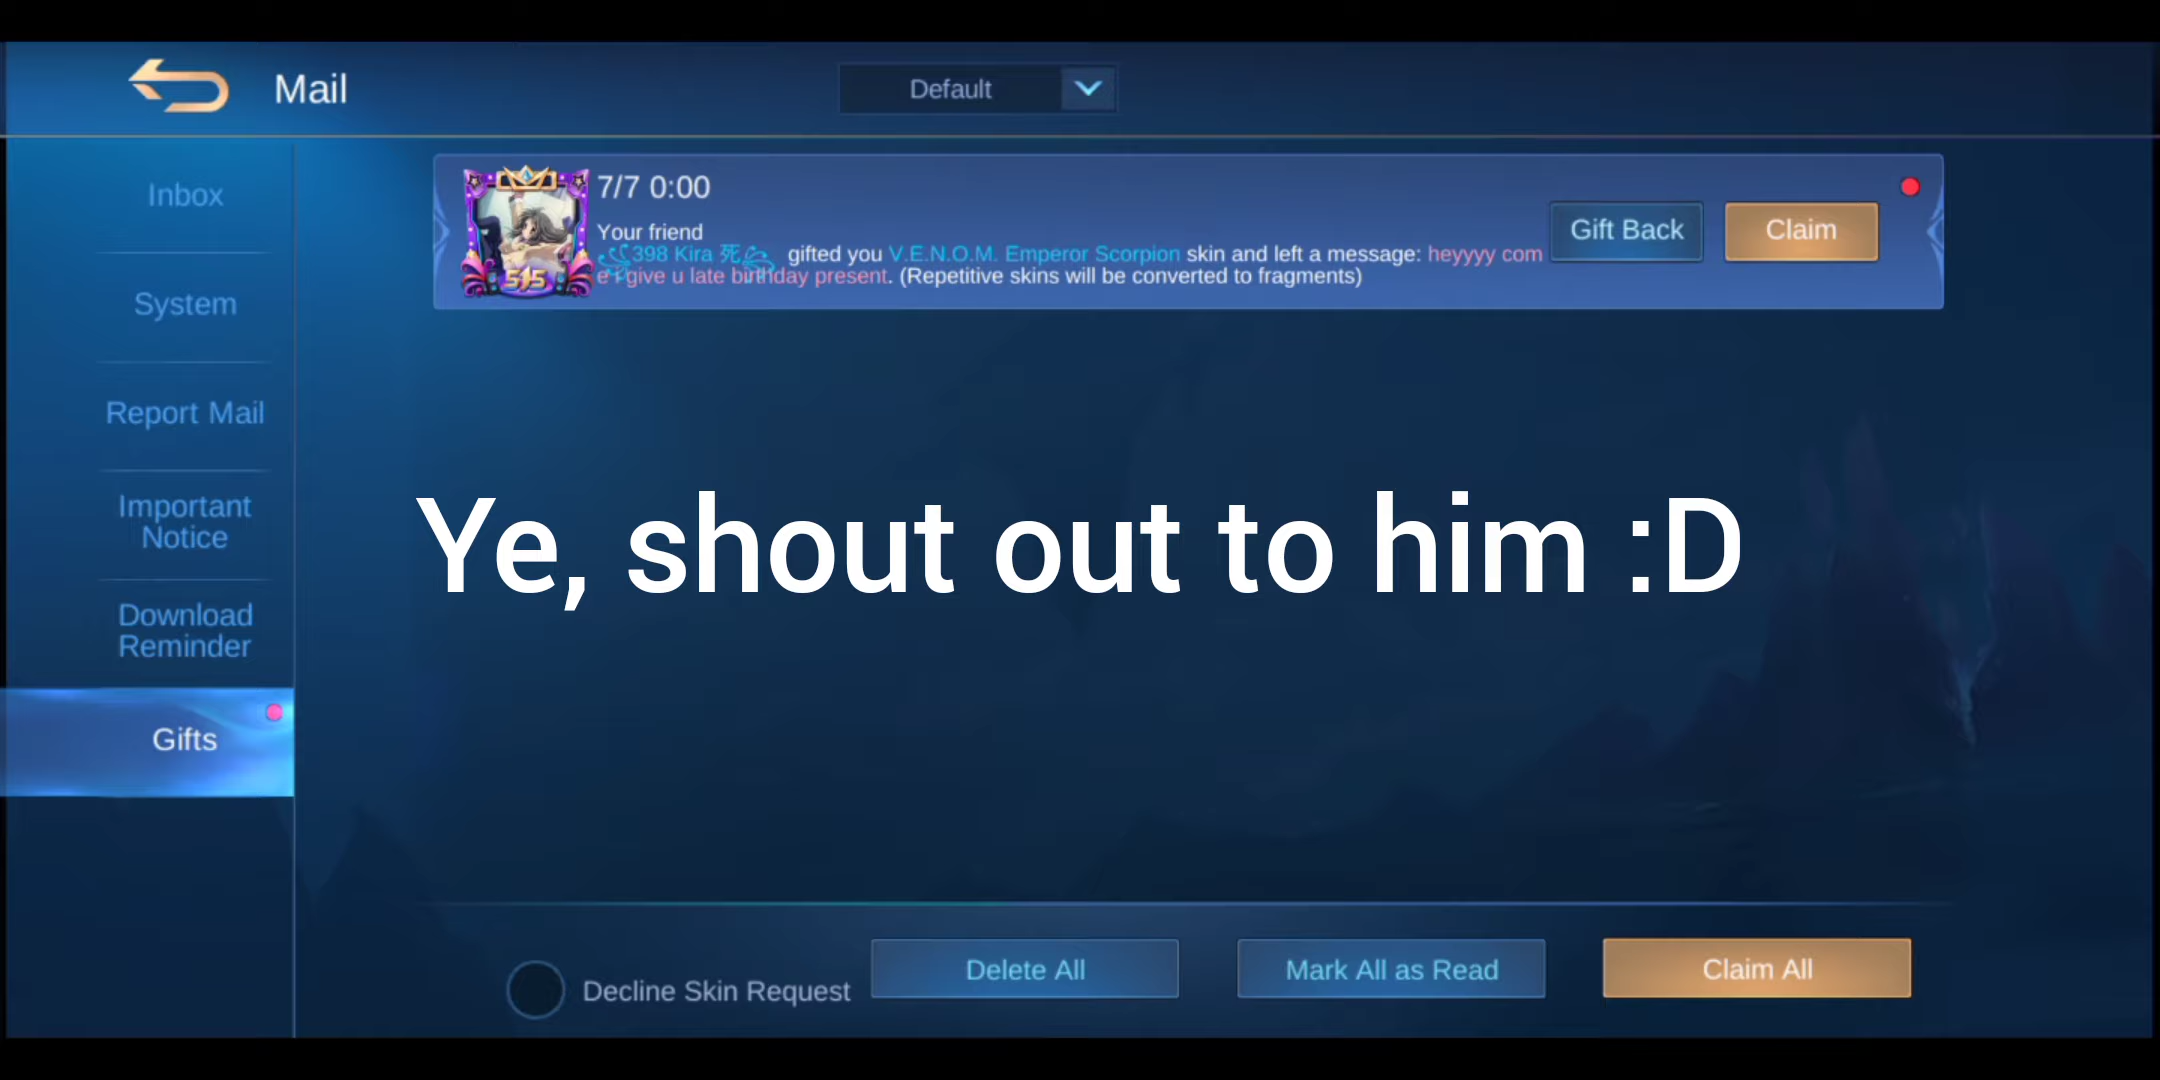 Mail
Default
Inbox
System
Report Mail
Important
Notice
Download
Reminder
Gifts
7/7 0:00
Your friend
398 Kira 死 gifted you V.E.N.O.M. Emperor Scorpion skin and left a message: heyyyy com
e i give u late birthday present. (Repetitive skins will be converted to fragments)
515
Gift Back
Claim
Ye, shout out to him :D
Decline Skin Request
Delete All
Mark All as Read
Claim All